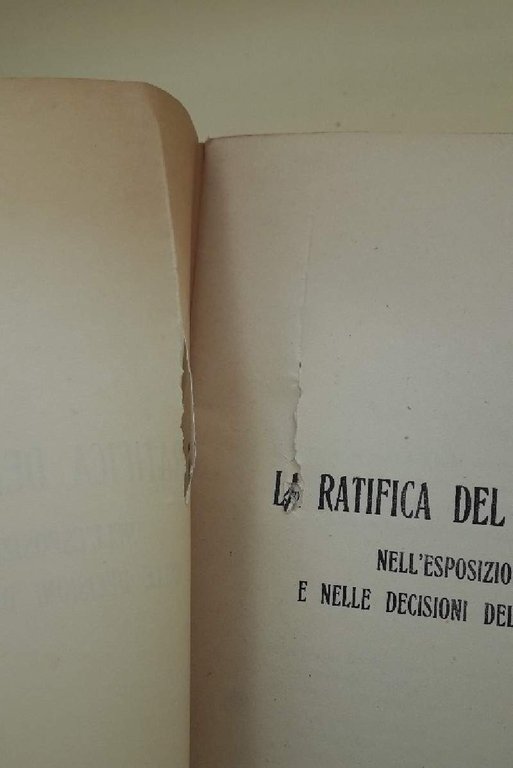 LA RATIFICA DEL
NELL'ESPOSIZIO
E NELLE DECISIONI DEL